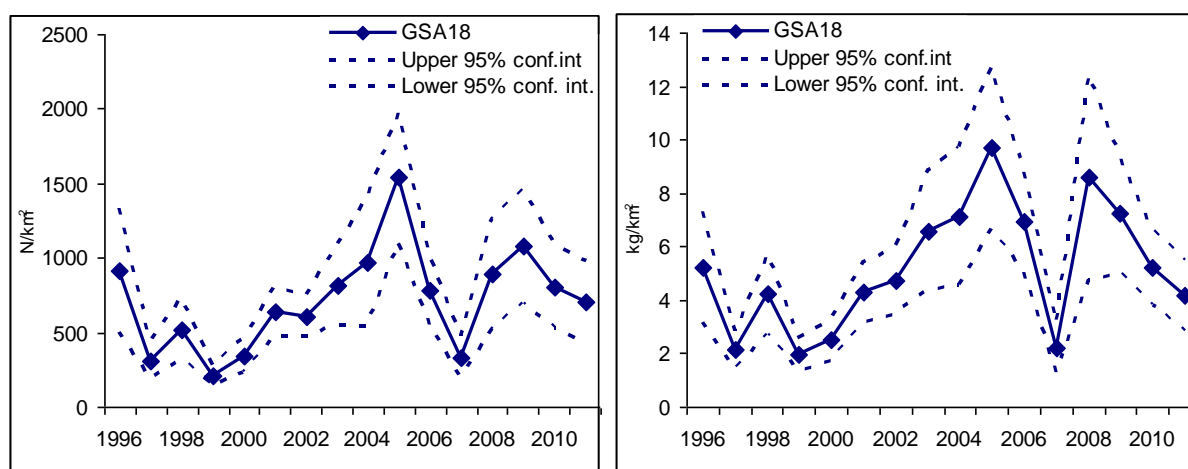 2500
2000
1500
1000
500
0
N/km²
GSA18
Upper 95% conf.int
Lower 95% conf. int.
1996 1998 2000 2002 2004 2006 2008 2010
14
12
10
8
6
4
2
0
kg/km²
GSA18
Upper 95% conf.int
Lower 95% conf. int.
1996 1998 2000 2002 2004 2006 2008 2010